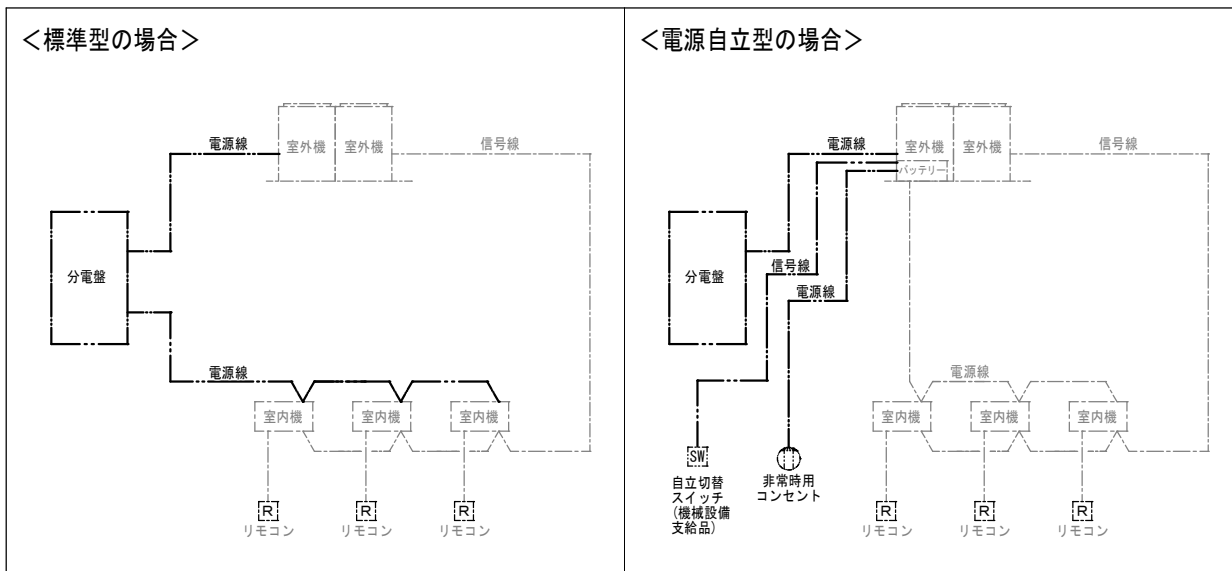 ＜標準型の場合＞
電源線
室外機
室外機
信号線
分電盤
電源線
室内機
室内機
室内機
R
R
R
リモコン
リモコン
リモコン
＜電源自立型の場合＞
電源線
室外機
室外機
信号線
バッテリー
分電盤
信号線
電源線
電源線
室内機
室内機
室内機
SW
自立切替
スイッチ
(機械設備
支給品)
非常時用
コンセント
R
R
R
リモコン
リモコン
リモコン